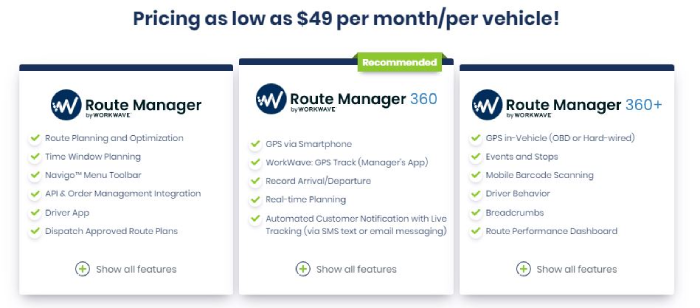 Pricing as low as $49 per month/per vehicle!
Recommended
Route Manager
by WORKWAVE
Route Planning and Optimization
Time Window Planning
Navigo™ Menu Toolbar
API & Order Management Integration
Driver App
Dispatch Approved Route Plans
Show all features
Route Manager 360
by WORKWAVE
GPS via Smartphone
WorkWave: GPS Track (Manager's App)
Record Arrival/Departure
Real-time Planning
Automated Customer Notification with Live
Tracking (via SMS text or email messaging)
Show all features
Route Manager 360+
by WORKWAVE
GPS in-Vehicle (OBD or Hard-wired)
Events and Stops
Mobile Barcode Scanning
Driver Behavior
Breadcrumbs
Route Performance Dashboard
Show all features